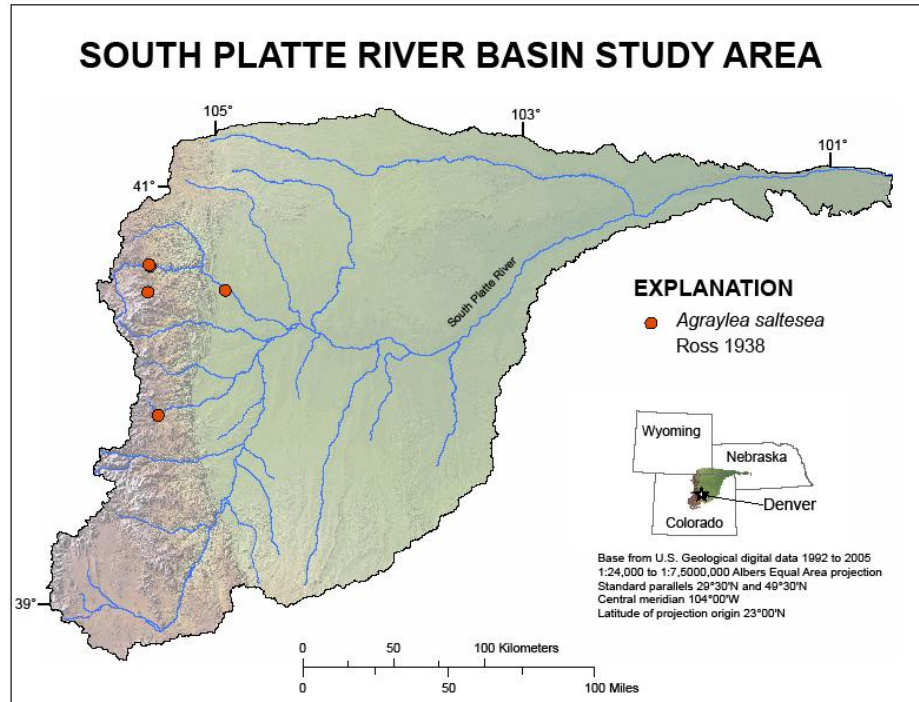 SOUTH PLATTE RIVER BASIN STUDY AREA
105°
103°
101°
41°
South Platte River
EXPLANATION
Agraylea saltesea
Ross 1938
Wyoming
Nebraska
Denver
Colorado
Base from U.S. Geological digital data 1992 to 2005
1:24,000 to 1:7,5000,000 Albers Equal Area projection
Standard parallels 29°30'N and 49°30'N
Central meridian 104°00'W
Latitude of projection origin 23°00'N
39°
0 50 100 Kilometers
0 50 100 Miles